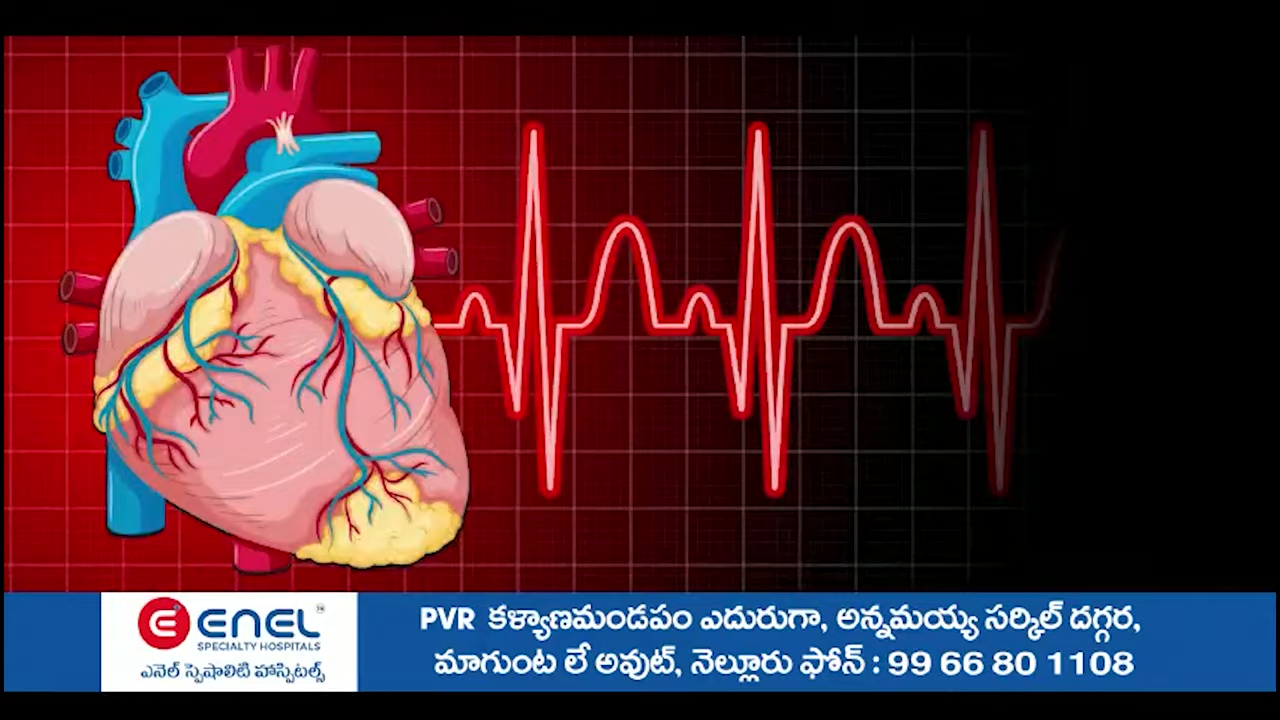 ENEL
SPECIALTY HOSPITALS
ఎనెల్ స్పెషాలిటి హాస్పిటల్స్
PVR కళ్యాణమండపం ఎదురుగా, అన్నమయ్య సర్కిల్ దగ్గర,
మాగుంట లే అవుట్, నెల్లూరు ఫోన్ : 99 66 80 1108